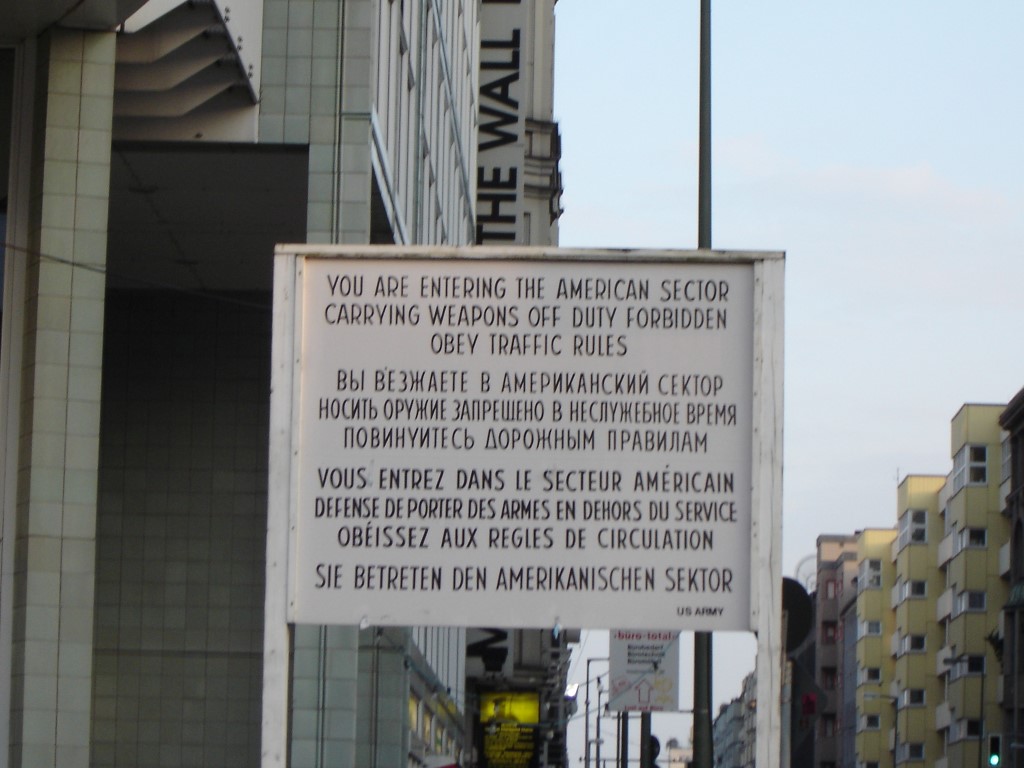 THE WALL
YOU ARE ENTERING THE AMERICAN SECTOR
CARRYING WEAPONS OFF DUTY FORBIDDEN
OBEY TRAFFIC RULES
ВЫ ВЪЕЗЖАЕТЕ В АМЕРИКАНСКИЙ СЕКТОР
НОСИТЬ ОРУЖИЕ ЗАПРЕЩЕНО В НЕСЛУЖЕБНОЕ ВРЕМЯ
ПОВИНУЙТЕСЬ ДОРОЖНЫМ ПРАВИЛАМ
VOUS ENTREZ DANS LE SECTEUR AMÉRICAIN
DEFENSE DE PORTER DES ARMES EN DEHORS DU SERVICE
OBÉISSEZ AUX REGLES DE CIRCULATION
SIE BETRETEN DEN AMERIKANISCHEN SEKTOR
US ARMY
büro-total